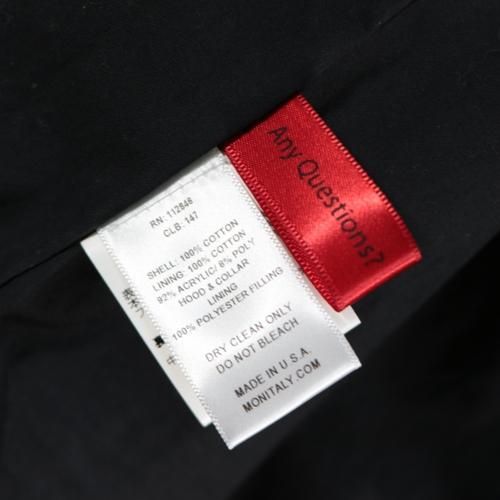 Any Questions?
RN: 112848
CLB: 147
SHELL: 100% COTTON
LINING: 100% COTTON
92% ACRYLIC/ 8% POLY
HOOD & COLLAR
LINING
100% POLYESTER FILLING
DRY CLEAN ONLY
DO NOT BLEACH
MADE IN U.S.A.
MONITALY.COM